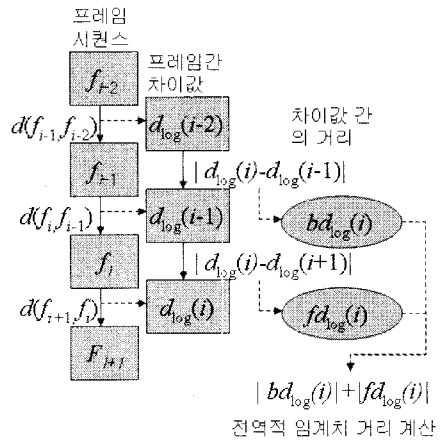 프레임
시퀀스
프레임간
차이값
차이값 간
의 거리
f_{i-2}
d(f_{i-1},f_{i-2})
d_{log}(i-2)
| d_{log}(i)-d_{log}(i-1)|
f_{i-1}
d(f_i,f_{i-1})
d_{log}(i-1)
bd_{log}(i)
| d_{log}(i)-d_{log}(i+1)|
f_i
d(f_{i+1},f_i)
d_{log}(i)
fd_{log}(i)
F_{i+1}
| bd_{log}(i)|+|fd_{log}(i)|
전역적 임계치 거리 계산